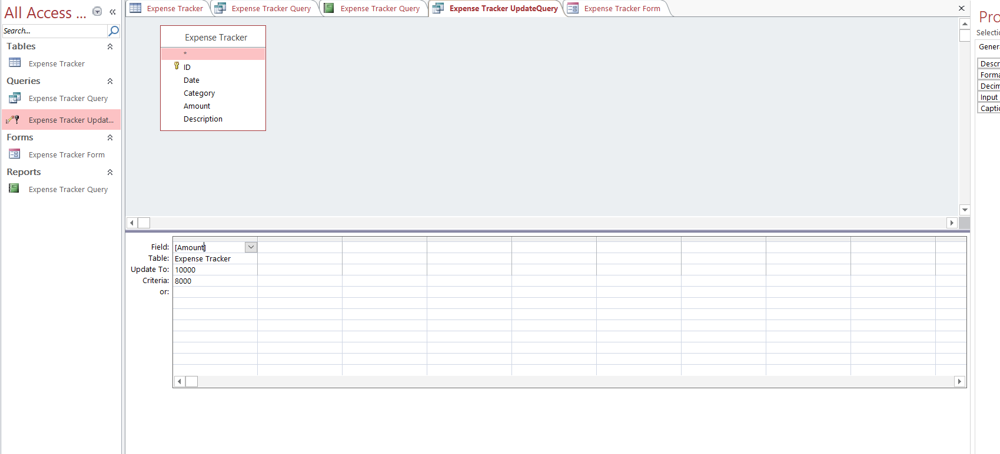 All Access ...
Search...
Tables
Expense Tracker
Queries
Expense Tracker Query
Expense Tracker Updat...
Forms
Expense Tracker Form
Reports
Expense Tracker Query
Expense Tracker
Expense Tracker Query
Expense Tracker Query
Expense Tracker UpdateQuery
Expense Tracker Form
Expense Tracker
*
ID
Date
Category
Amount
Description
Field: [Amount]
Table: Expense Tracker
Update To: 10000
Criteria: 8000
or:
Pro
Selectio
Gener
Descr
Forma
Decim
Input
Captio